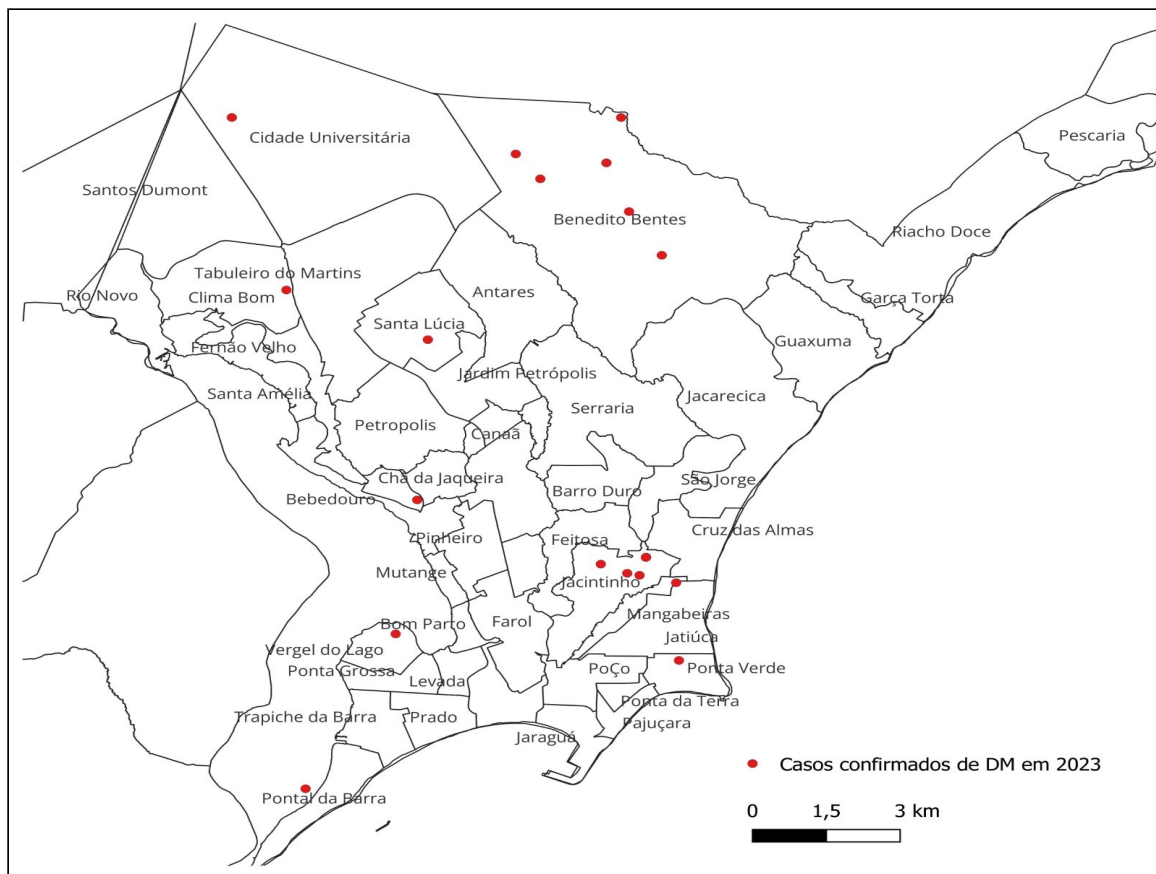 Cidade Universitária
Pescaria
Santos Dumont
Benedito Bentes
Riacho Doce
Tabuleiro do Martins
Rio Novo
Clima Bom
Antares
Garça Torta
Santa Lúcia
Guaxuma
Fernão Velho
Jardim Petrópolis
Santa Amélia
Jacarecica
Serraria
Petropolis
Canaã
Chã da Jaqueira
São Jorge
Bebedouro
Barro Duro
Cruz das Almas
Pinheiro
Feitosa
Mutange
Jacintinho
Mangabeiras
Farol
Bom Parto
Jatiúca
Vergel do Lago
Ponta Grossa
PoÇo
Ponta Verde
Levada
Ponta da Terra
Trapiche da Barra
Prado
Pajuçara
Jaraguá
Casos confirmados de DM em 2023
Pontal da Barra
0 1,5 3 km